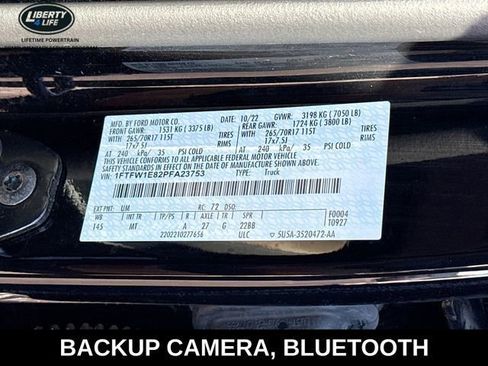 LIBERTY
4
LIFE
LIFETIME POWERTRAIN
MFD. BY FORD MOTOR CO. 10/22 GVWR: 3198 KG ( 7050 LB)
FRONT GAWR: 1531 KG ( 3375 LB) REAR GAWR: 1724 KG ( 3800 LB)
265/70R17 115T TIRES 265/70R17 115T TIRES
17x7.5J RIMS 17x7.5J RIMS
AT 240 kPa/ 35 PSI COLD AT 240 kPa/ 35 PSI COLD
THIS VEHICLE CONFORMS TO ALL APPLICABLE FEDERAL MOTOR VEHICLE
SAFETY STANDARDS IN EFFECT ON THE DATE OF MANUFACTURE SHOWN ABOVE.
VIN: 1FTFW1E82PFA23753 TYPE: Truck
F0004
T0927
EXT PNT: UM RC: 72 DSO:
WB INT TR TP/PS R AXLE TR SPR
145 MT A 27 G 22BB
2202210277656 ULC 5U5A-3520472-AA
BACKUP CAMERA, BLUETOOTH